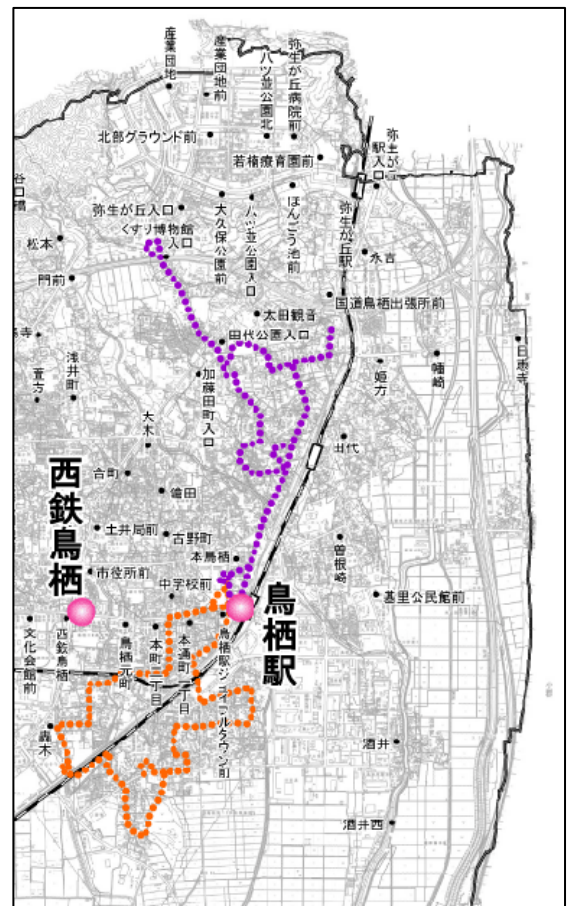 産業団地
産業団地前
八ツ並公園北
弥生が丘病院前
北部グラウンド前
若楠療育園前
弥生が丘駅入口
谷口橋
弥生が丘入口
くすり博物館入口
大久保公園前
八ツ並公園入口
ほんごう池前
弥生が丘駅
松本
永吉
門前
国道鳥栖出張所前
太田観音
田代公園入口
日恵寺
浅井町
萱方
加藤田町入口
姫方
幡崎
大木
田代
合町
鎗田
西鉄鳥栖
土井局前
古野町
本鳥栖
曽根崎
市役所前
中学校前
甚里公民館前
鳥栖駅
文化会館前
西鉄鳥栖
鳥栖元町
本町二丁目
本通町一丁目
鳥栖駅ジョイフルタウン前
轟木
酒井
酒井西